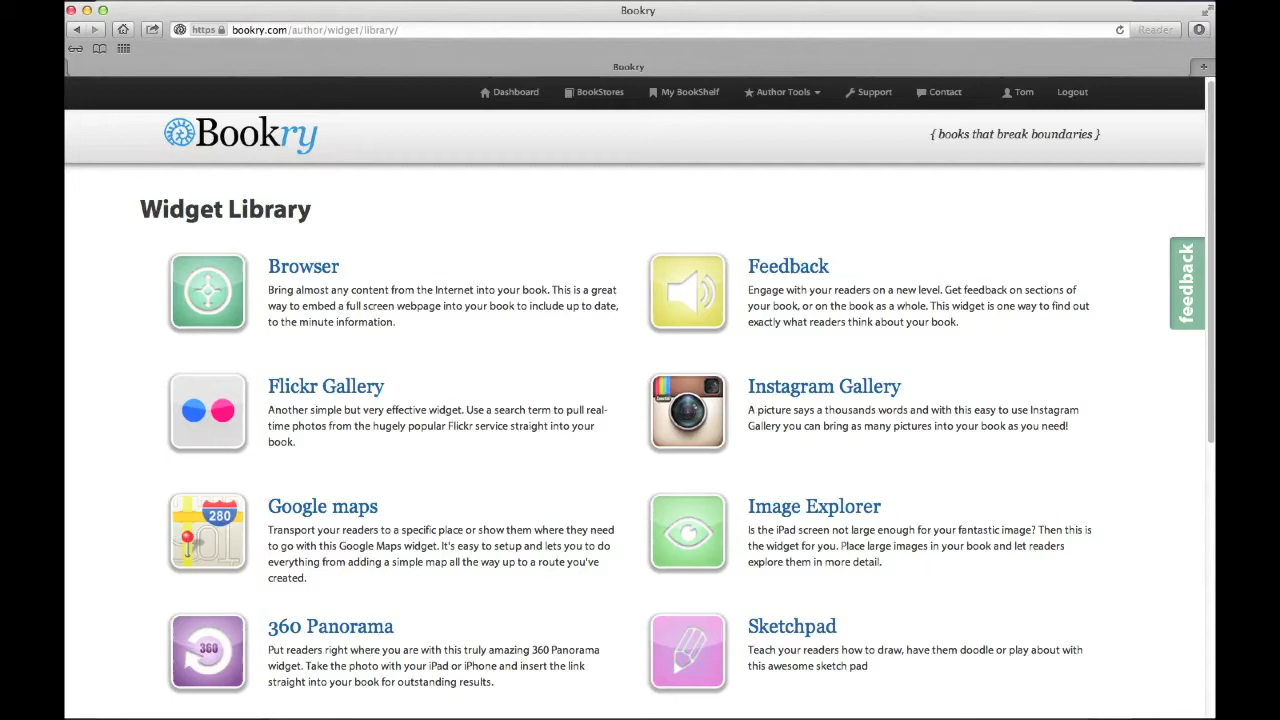 Bookry
https bookry.com/author/widget/library/
Reader
Bookry
Dashboard BookStores My BookShelf Author Tools Support Contact Tom Logout
Bookry
{ books that break boundaries }
Widget Library
Browser
Bring almost any content from the Internet into your book. This is a great
way to embed a full screen webpage into your book to include up to date,
to the minute information.
Feedback
Engage with your readers on a new level. Get feedback on sections of
your book, or on the book as a whole. This widget is one way to find out
exactly what readers think about your book.
feedback
Flickr Gallery
Another simple but very effective widget. Use a search term to pull real-
time photos from the hugely popular Flickr service straight into your
book.
Instagram Gallery
A picture says a thousands words and with this easy to use Instagram
Gallery you can bring as many pictures into your book as you need!
280
Google maps
Transport your readers to a specific place or show them where they need
to go with this Google Maps widget. It's easy to setup and lets you to do
everything from adding a simple map all the way up to a route you've
created.
Image Explorer
Is the iPad screen not large enough for your fantastic image? Then this is
the widget for you. Place large images in your book and let readers
explore them in more detail.
360
360 Panorama
Put readers right where you are with this truly amazing 360 Panorama
widget. Take the photo with your iPad or iPhone and insert the link
straight into your book for outstanding results.
Sketchpad
Teach your readers how to draw, have them doodle or play about with
this awesome sketch pad